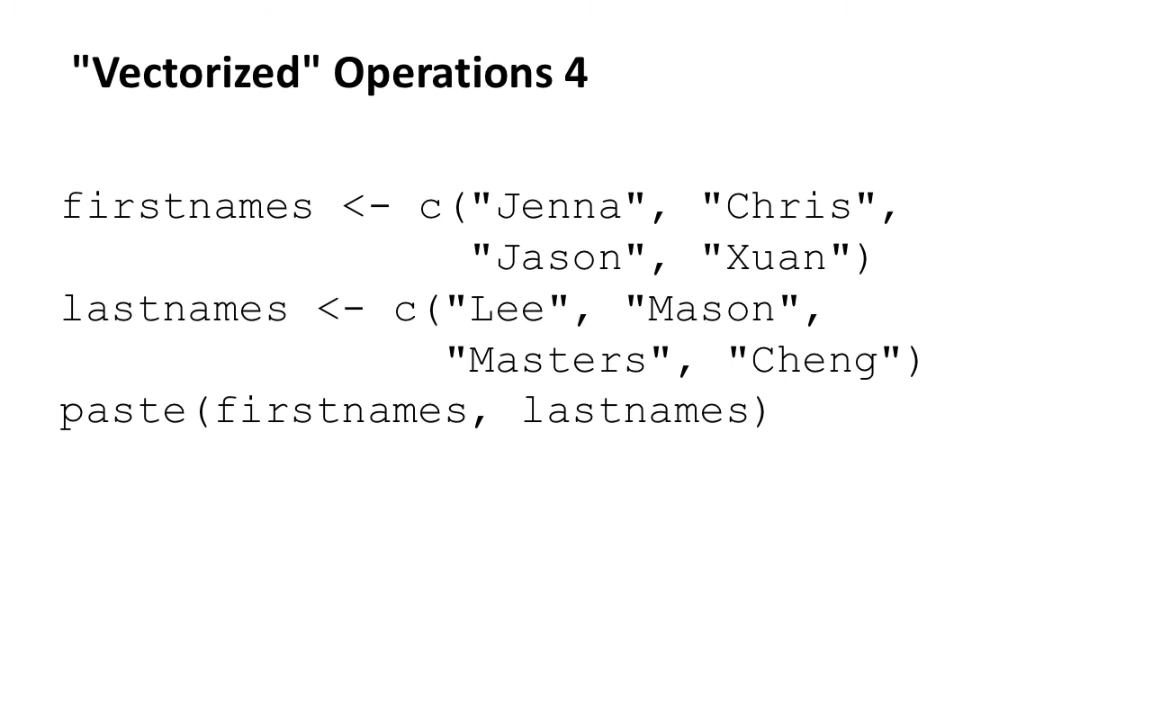 "Vectorized" Operations 4
firstnames <- c("Jenna", "Chris",
"Jason", "Xuan")
lastnames <- c("Lee", "Mason",
"Masters", "Cheng")
paste(firstnames, lastnames)